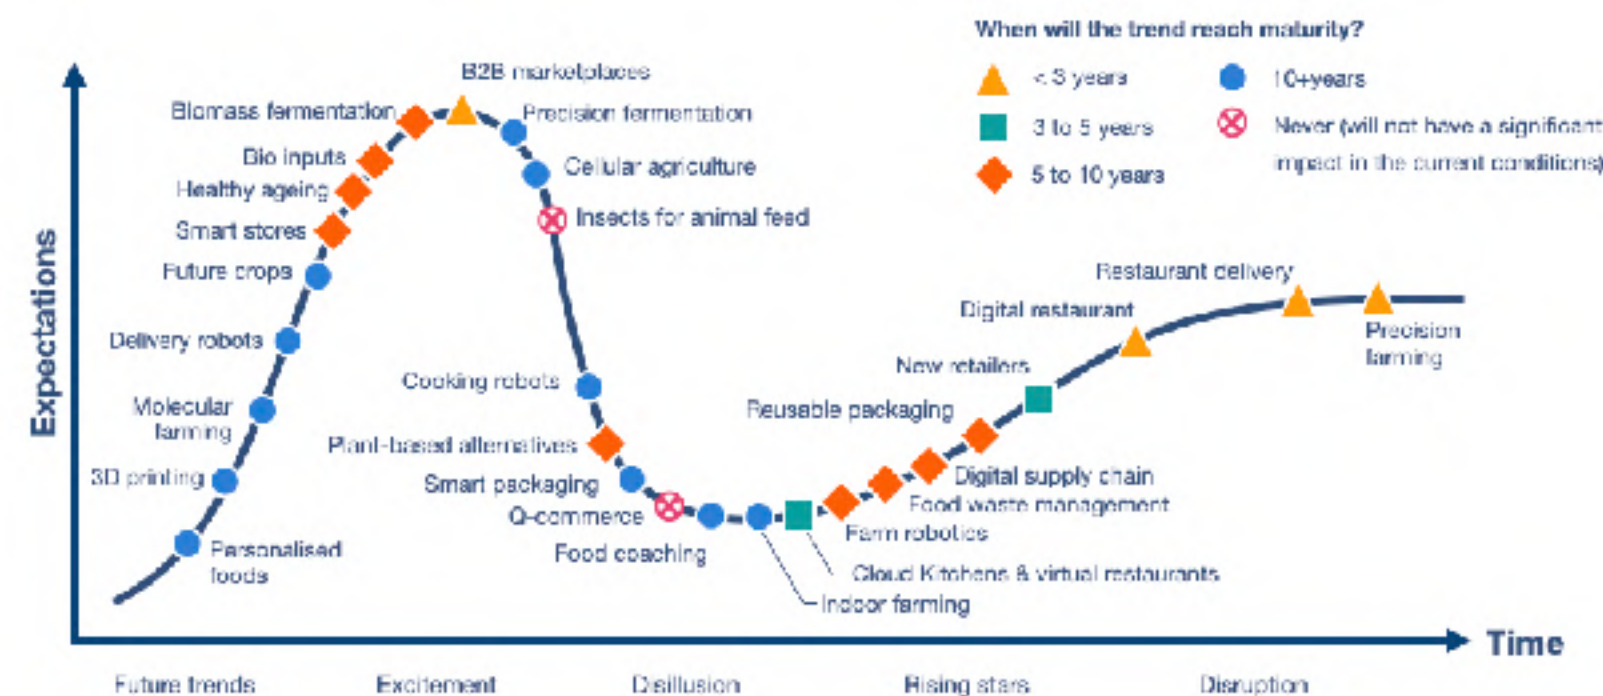 When will the trend reach maturity?
< 3 years
10+years
3 to 5 years
Never (will not have a significant
impact in the current conditions)
5 to 10 years
B2B marketplaces
Biomass fermentation
Precision fermentation
Bio inputs
Cellular agriculture
Healthy ageing
Insects for animal feed
Smart stores
Future crops
Restaurant delivery
Digital restaurant
Delivery robots
Precision
farming
New retailers
Cooking robots
Molecular
farming
Reusable packaging
Plant-based alternatives
3D printing
Smart packaging
Digital supply chain
Food waste management
Q-commerce
Farm robotics
Personalised
foods
Food coaching
Cloud Kitchens & virtual restaurants
Indoor farming
Expectations
Time
Future trends
Excitement
Disillusion
Rising stars
Disruption